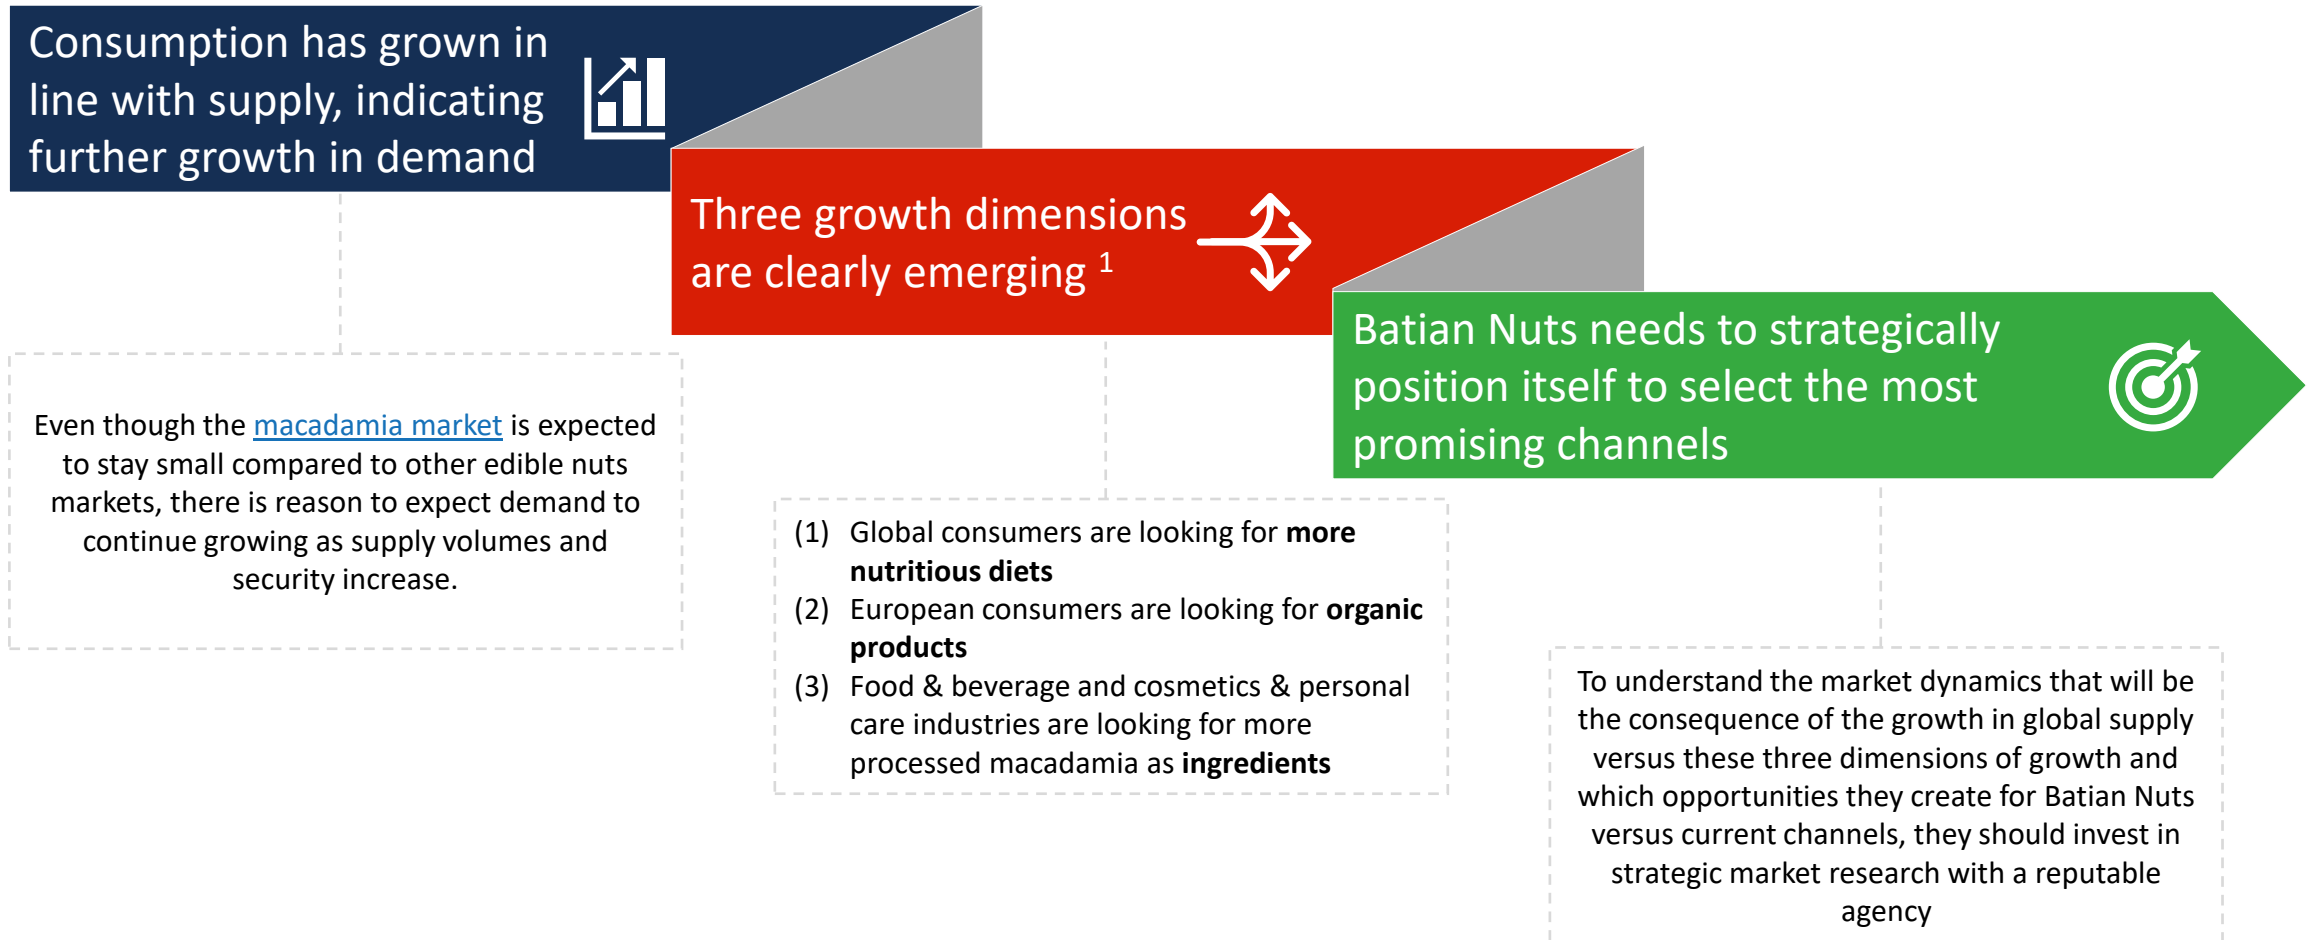 Consumption has grown in
line with supply, indicating
further growth in demand
Three growth dimensions
are clearly emerging 1
Batian Nuts needs to strategically
position itself to select the most
promising channels
Even though the macadamia market is expected
to stay small compared to other edible nuts
markets, there is reason to expect demand to
continue growing as supply volumes and
security increase.
(1) Global consumers are looking for more
nutritious diets
(2) European consumers are looking for organic
products
(3) Food & beverage and cosmetics & personal
care industries are looking for more
processed macadamia as ingredients
To understand the market dynamics that will be
the consequence of the growth in global supply
versus these three dimensions of growth and
which opportunities they create for Batian Nuts
versus current channels, they should invest in
strategic market research with a reputable
agency